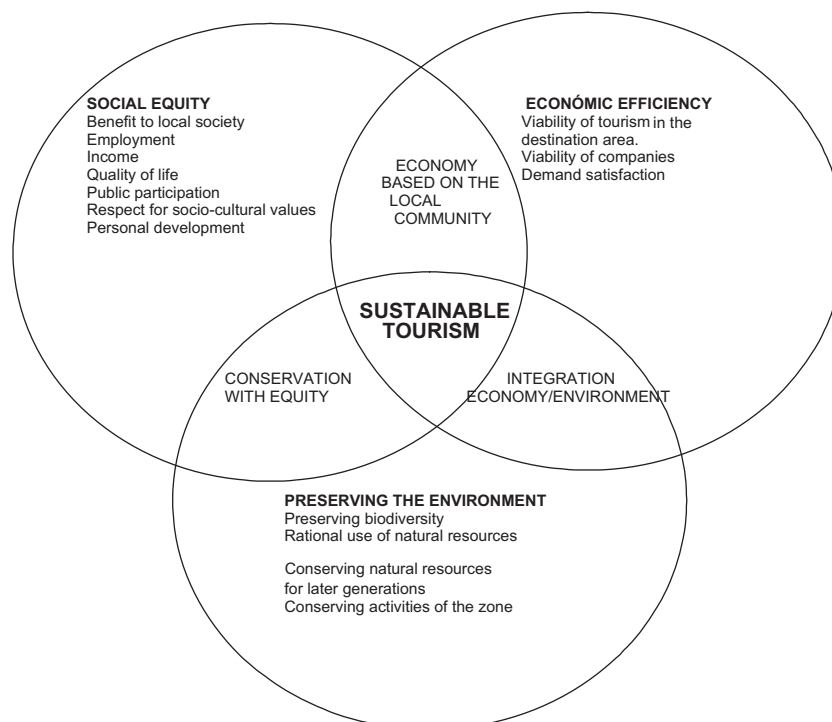 SOCIAL EQUITY
Benefit to local society
Employment
Income
Quality of life
Public participation
Respect for socio-cultural values
Personal development
ECONÓMIC EFFICIENCY
Viability of tourism in the
destination area.
Viability of companies
Demand satisfaction
ECONOMY
BASED ON THE
LOCAL
COMMUNITY
SUSTAINABLE
TOURISM
CONSERVATION
WITH EQUITY
INTEGRATION
ECONOMY/ENVIRONMENT
PRESERVING THE ENVIRONMENT
Preserving biodiversity
Rational use of natural resources
Conserving natural resources
for later generations
Conserving activities of the zone